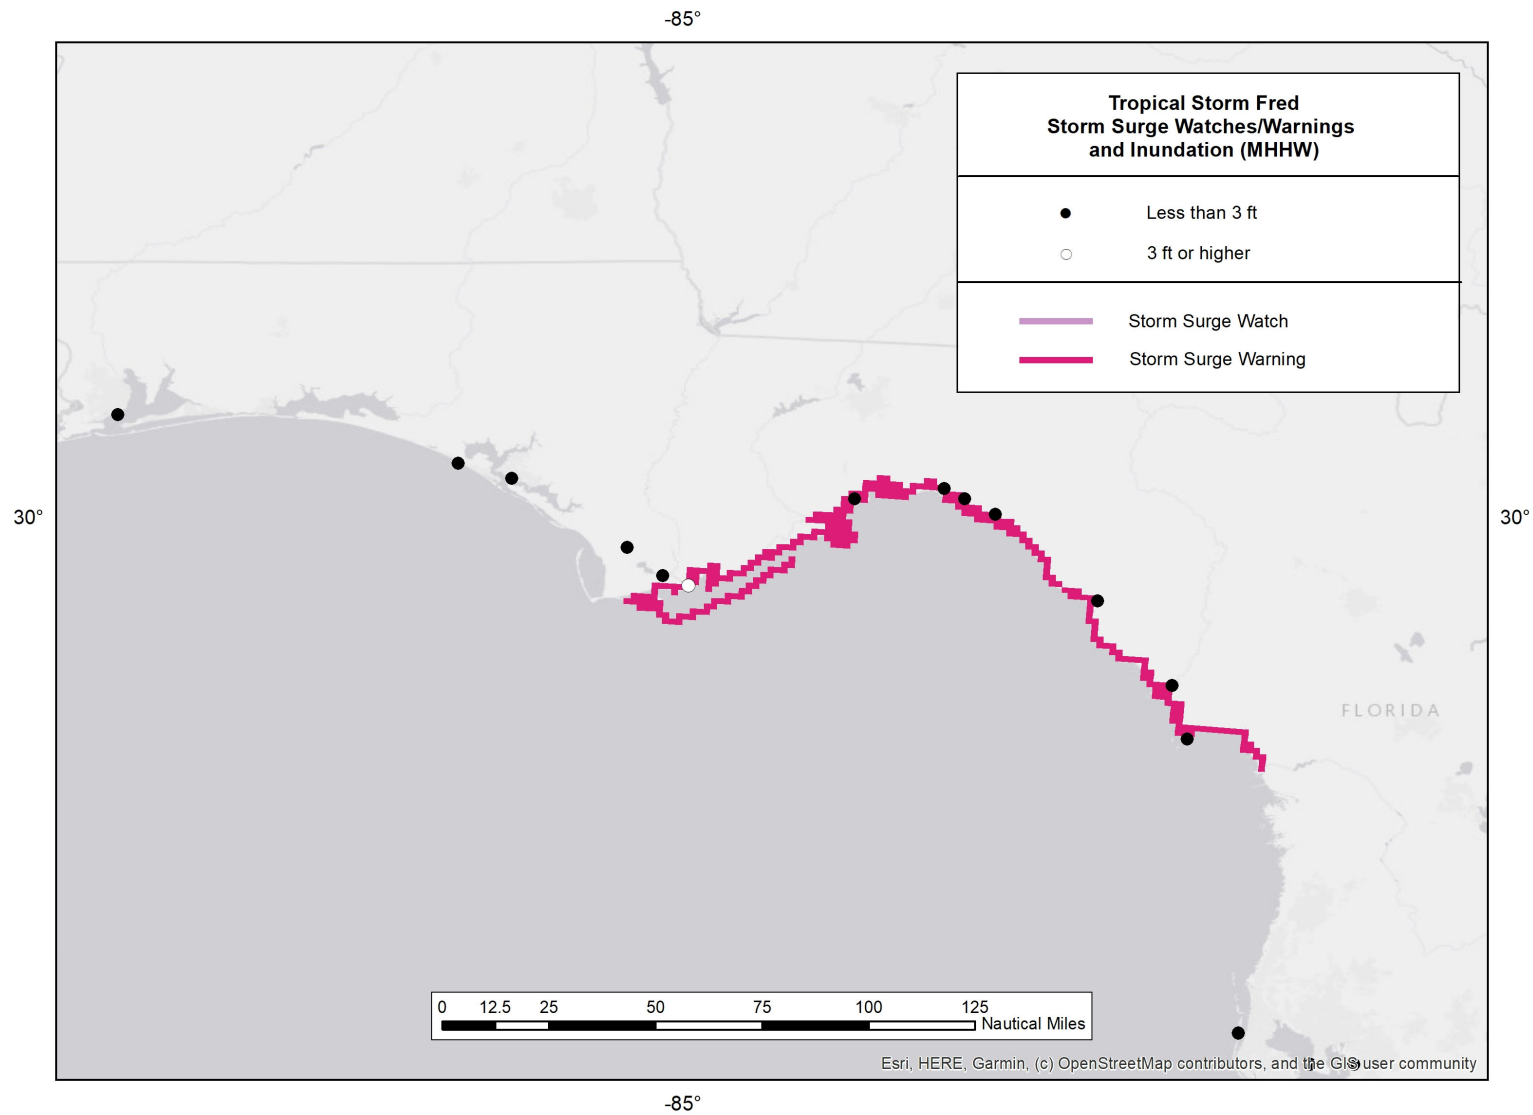 -85°
Tropical Storm Fred
Storm Surge Watches/Warnings
and Inundation (MHHW)
Less than 3 ft
3 ft or higher
Storm Surge Watch
Storm Surge Warning
30°
30°
FLORIDA
0 12.5 25 50 75 100 125
Nautical Miles
Esri, HERE, Garmin, (c) OpenStreetMap contributors, and the GIS user community
-85°